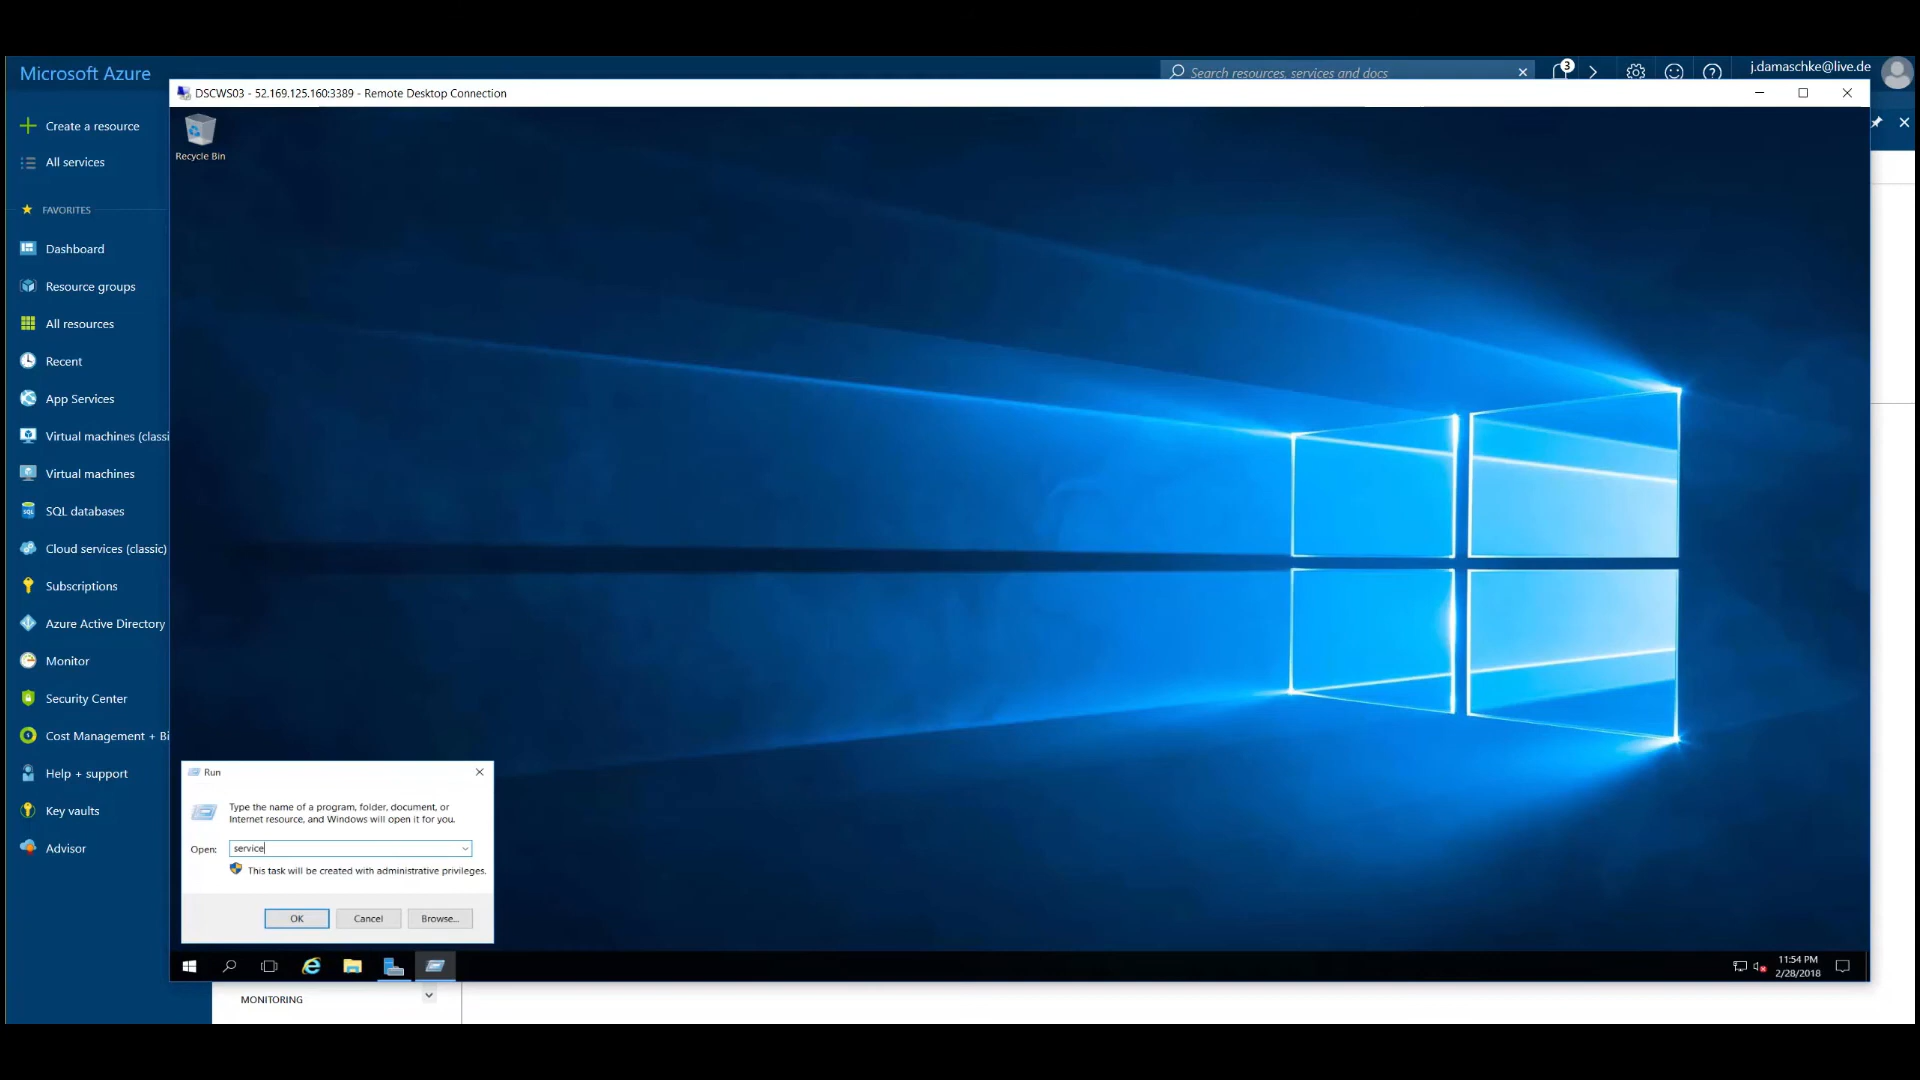 Microsoft Azure
Search resources, services and docs
3
j.damaschke@live.de
DSCWS03 - 52.169.125.160:3389 - Remote Desktop Connection
Create a resource
All services
FAVORITES
Dashboard
Resource groups
All resources
Recent
App Services
Virtual machines (classi
Virtual machines
SQL
SQL databases
Cloud services (classic)
Subscriptions
Azure Active Directory
Monitor
Security Center
Cost Management + Bi
Help + support
Key vaults
Advisor
Recycle Bin
Run
Type the name of a program, folder, document, or
Internet resource, and Windows will open it for you.
Open: service
This task will be created with administrative privileges.
OK Cancel Browse...
11:54 PM
2/28/2018
MONITORING